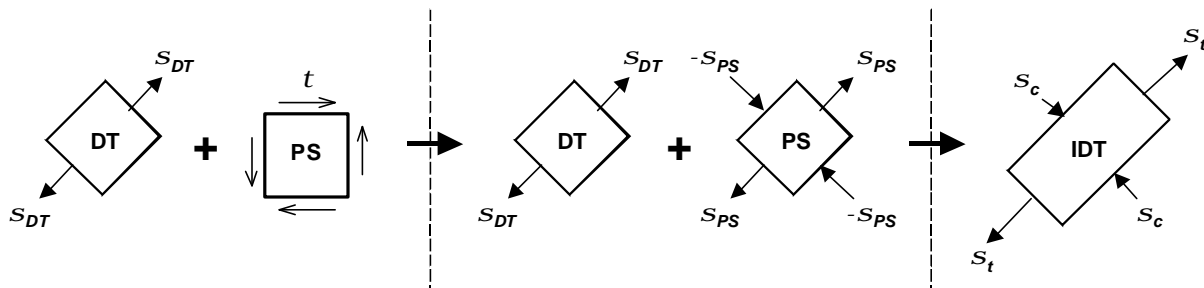 s_DT
DT
s_DT
+
t
PS
s_DT
DT
s_DT
+
-s_PS
s_PS
PS
s_PS
-s_PS
s_t
s_c
IDT
s_c
s_t